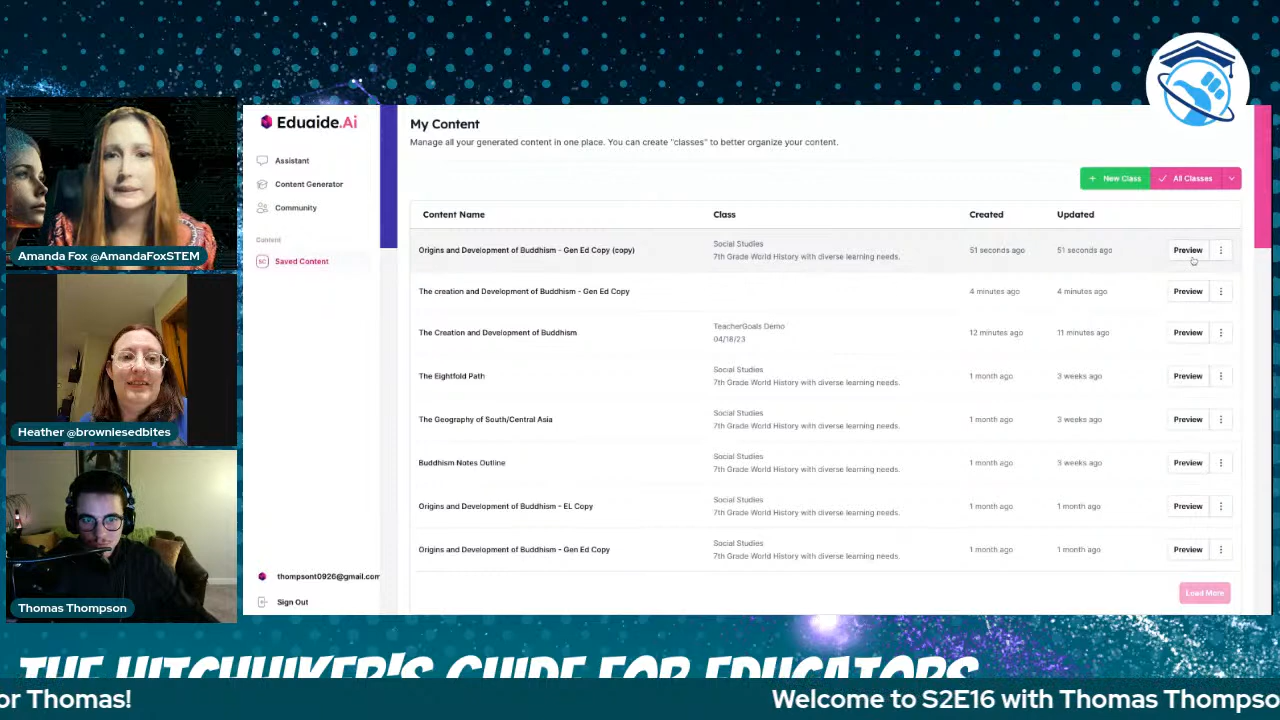 Amanda Fox @AmandaFoxSTEM
Heather @browniesedbites
Thomas Thompson
Eduaide.Ai
Assistant
Content Generator
Community
Content
Saved Content
thompsont0926@gmail.com
Sign Out
My Content
Manage all your generated content in one place. You can create "classes" to better organize your content.
+ New Class All Classes
Content Name Class Created Updated
Origins and Development of Buddhism - Gen Ed Copy (copy) Social Studies 51 seconds ago 51 seconds ago Preview
7th Grade World History with diverse learning needs.
The creation and Development of Buddhism - Gen Ed Copy 4 minutes ago 4 minutes ago Preview
The Creation and Development of Buddhism TeacherGoals Demo 12 minutes ago 11 minutes ago Preview
04/18/23
The Eightfold Path Social Studies 1 month ago 3 weeks ago Preview
7th Grade World History with diverse learning needs.
The Geography of South/Central Asia Social Studies 1 month ago 3 weeks ago Preview
7th Grade World History with diverse learning needs.
Buddhism Notes Outline Social Studies 1 month ago 3 weeks ago Preview
7th Grade World History with diverse learning needs.
Origins and Development of Buddhism - EL Copy Social Studies 1 month ago 1 month ago Preview
7th Grade World History with diverse learning needs.
Origins and Development of Buddhism - Gen Ed Copy Social Studies 1 month ago 1 month ago Preview
7th Grade World History with diverse learning needs.
Load More
THE HITCHHIKER'S GUIDE FOR EDUCATORS
or Thomas! Welcome to S2E16 with Thomas Thompso